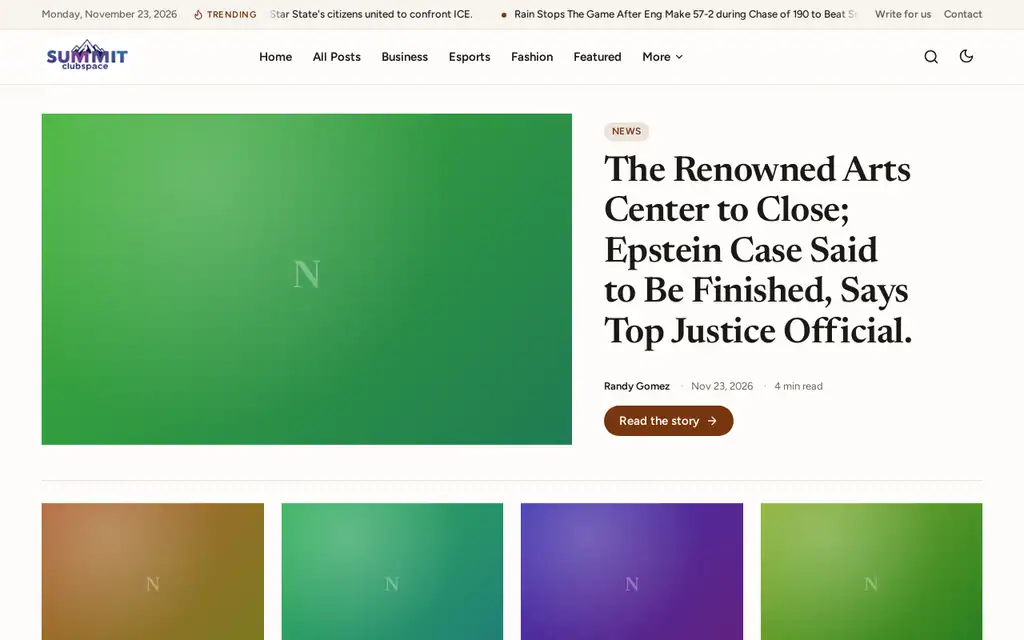 Monday, November 23, 2026
TRENDING
Star State's citizens united to confront ICE.
Rain Stops The Game After Eng Make 57-2 during Chase of 190 to Beat
Write for us
Contact
SUMMIT
clubspace
Home
All Posts
Business
Esports
Fashion
Featured
More
N
NEWS
The Renowned Arts
Center to Close;
Epstein Case Said
to Be Finished, Says
Top Justice Official.
Randy Gomez · Nov 23, 2026 · 4 min read
Read the story
N
N
N
N